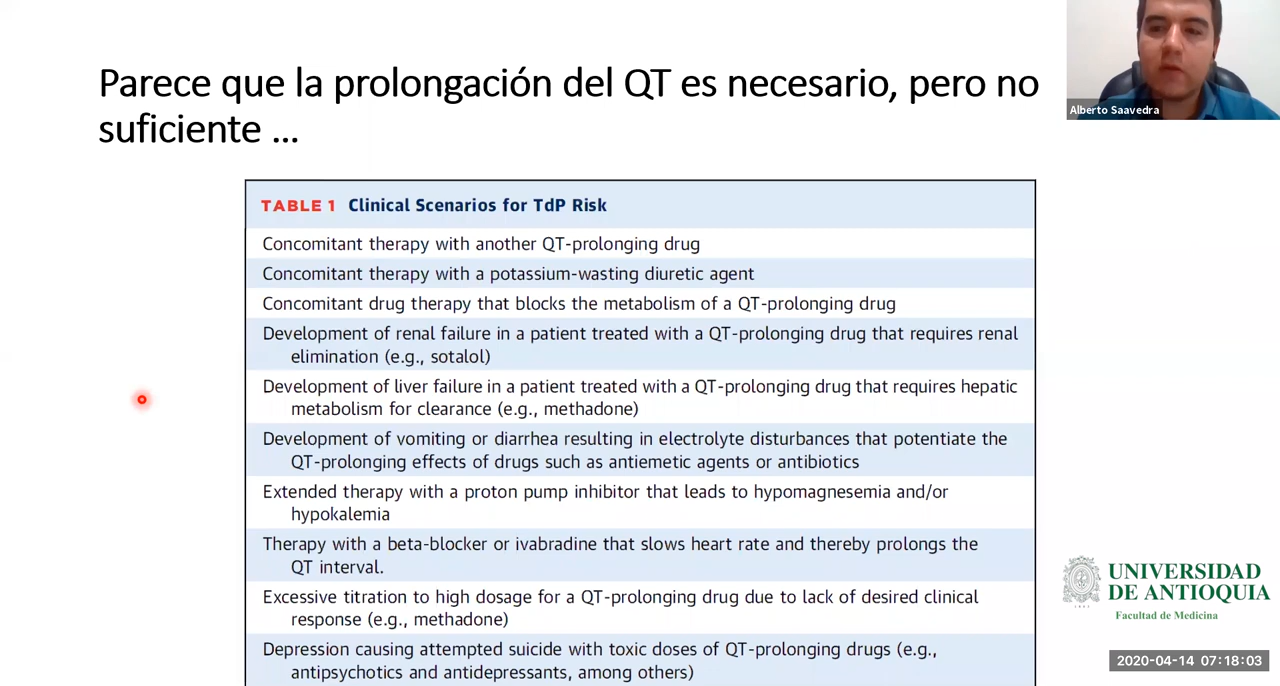 Parece que la prolongación del QT es necesario, pero no
suficiente ...
Alberto Saavedra
TABLE 1 Clinical Scenarios for TdP Risk
Concomitant therapy with another QT-prolonging drug
Concomitant therapy with a potassium-wasting diuretic agent
Concomitant drug therapy that blocks the metabolism of a QT-prolonging drug
Development of renal failure in a patient treated with a QT-prolonging drug that requires renal
elimination (e.g., sotalol)
Development of liver failure in a patient treated with a QT-prolonging drug that requires hepatic
metabolism for clearance (e.g., methadone)
Development of vomiting or diarrhea resulting in electrolyte disturbances that potentiate the
QT-prolonging effects of drugs such as antiemetic agents or antibiotics
Extended therapy with a proton pump inhibitor that leads to hypomagnesemia and/or
hypokalemia
Therapy with a beta-blocker or ivabradine that slows heart rate and thereby prolongs the
QT interval.
Excessive titration to high dosage for a QT-prolonging drug due to lack of desired clinical
response (e.g., methadone)
Depression causing attempted suicide with toxic doses of QT-prolonging drugs (e.g.,
antipsychotics and antidepressants, among others)
UNIVERSIDAD
DE ANTIOQUIA
Facultad de Medicina
2020-04-14 07:18:03